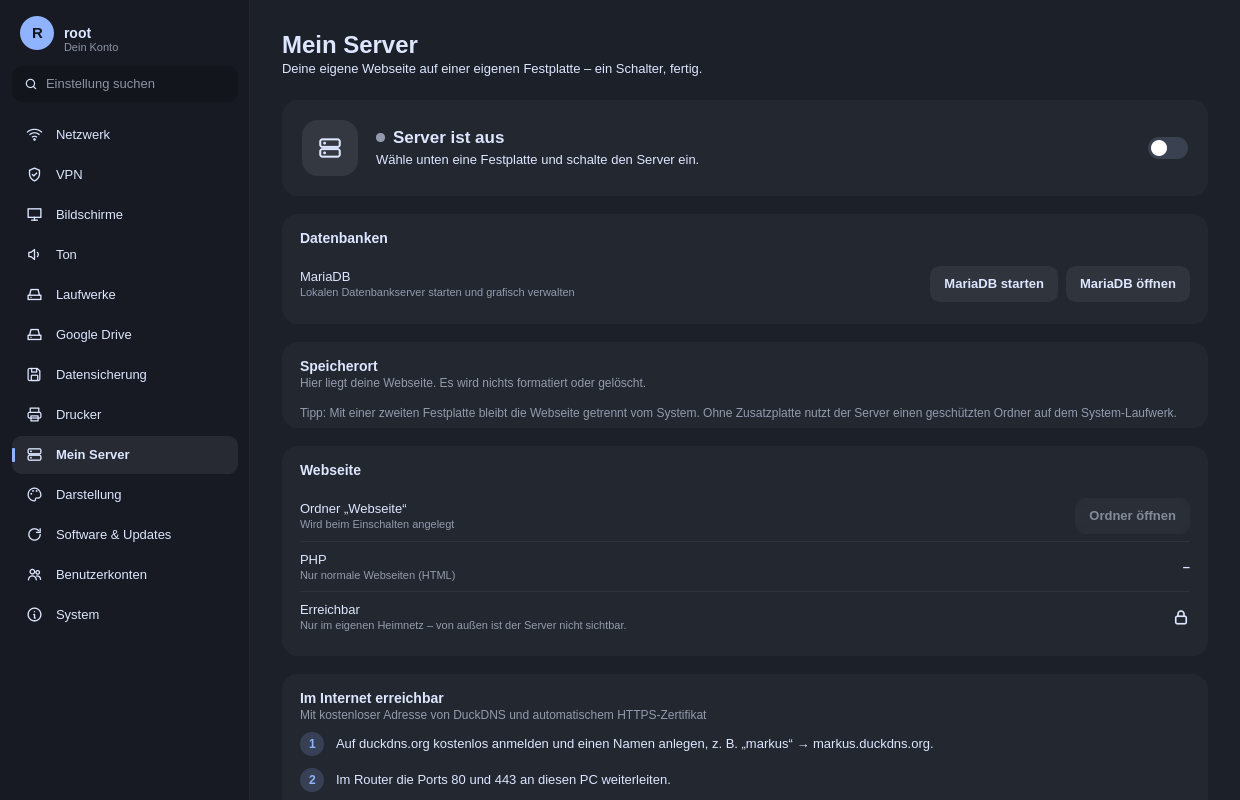 R
root
Dein Konto
Einstellung suchen
Netzwerk
VPN
Bildschirme
Ton
Laufwerke
Google Drive
Datensicherung
Drucker
Mein Server
Darstellung
Software & Updates
Benutzerkonten
System
Mein Server
Deine eigene Webseite auf einer eigenen Festplatte – ein Schalter, fertig.
Server ist aus
Wähle unten eine Festplatte und schalte den Server ein.
Datenbanken
MariaDB
Lokalen Datenbankserver starten und grafisch verwalten
MariaDB starten
MariaDB öffnen
Speicherort
Hier liegt deine Webseite. Es wird nichts formatiert oder gelöscht.
Tipp: Mit einer zweiten Festplatte bleibt die Webseite getrennt vom System. Ohne Zusatzplatte nutzt der Server einen geschützten Ordner auf dem System-Laufwerk.
Webseite
Ordner „Webseite“
Wird beim Einschalten angelegt
Ordner öffnen
PHP
Nur normale Webseiten (HTML)
–
Erreichbar
Nur im eigenen Heimnetz – von außen ist der Server nicht sichtbar.
Im Internet erreichbar
Mit kostenloser Adresse von DuckDNS und automatischem HTTPS-Zertifikat
1 Auf duckdns.org kostenlos anmelden und einen Namen anlegen, z. B. „markus“ → markus.duckdns.org.
2 Im Router die Ports 80 und 443 an diesen PC weiterleiten.